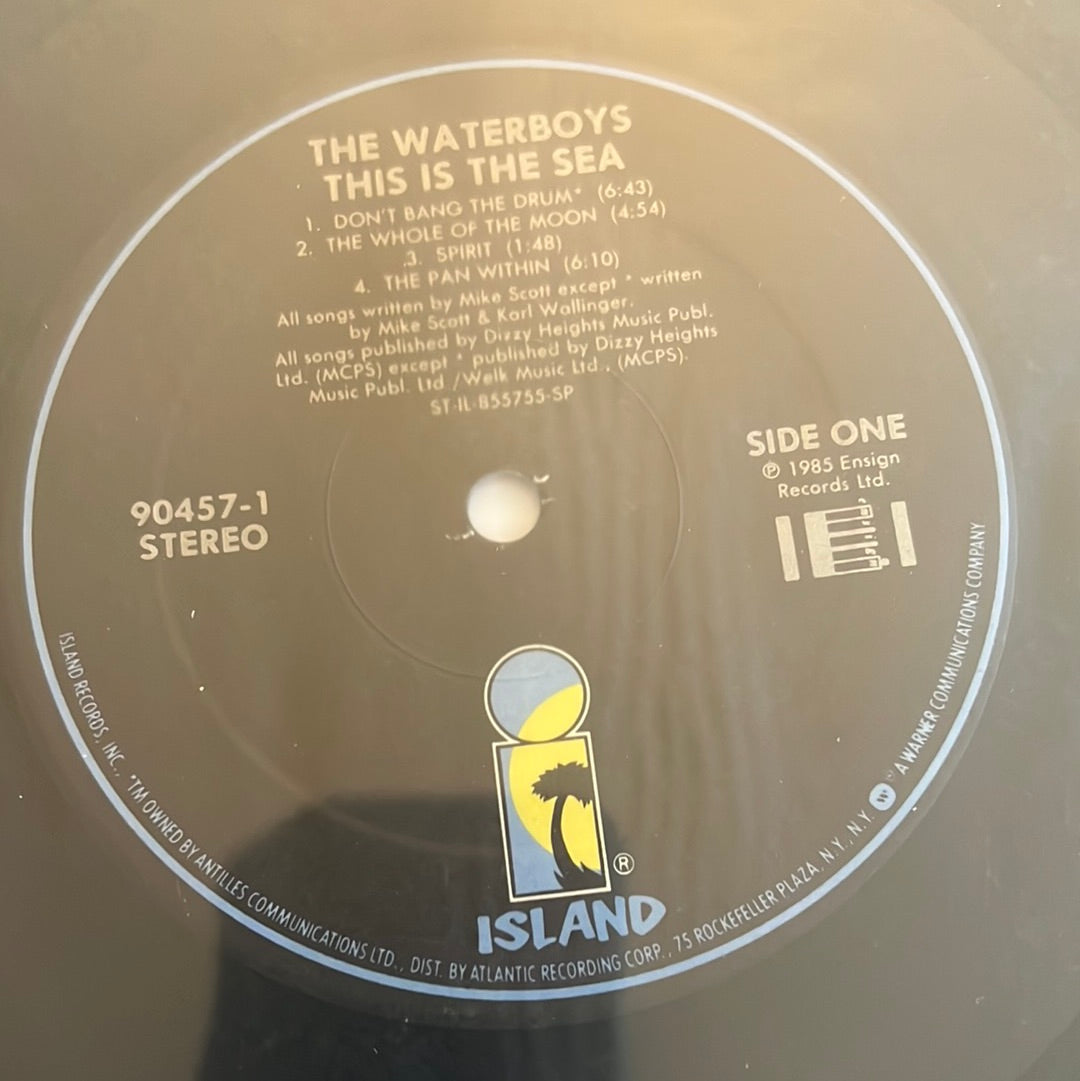 THE WATERBOYS
THIS IS THE SEA
1. DON'T BANG THE DRUM* (6:43)
2. THE WHOLE OF THE MOON (4:54)
3. SPIRIT (1:48)
4. THE PAN WITHIN (6:10)
All songs written by Mike Scott except * written
by Mike Scott & Karl Wallinger.
All songs published by Dizzy Heights Music Publ.
Ltd. (MCPS) except * published by Dizzy Heights
Music Publ. Ltd./Welk Music Ltd., (MCPS).
ST-IL-855755-SP
SIDE ONE
℗ 1985 Ensign
Records Ltd.
90457-1
STEREO
®
ISLAND
ISLAND RECORDS, INC., *TM OWNED BY ANTILLES COMMUNICATIONS LTD., DIST. BY ATLANTIC RECORDING CORP., 75 ROCKEFELLER PLAZA, N.Y., N.Y. A WARNER COMMUNICATIONS COMPANY